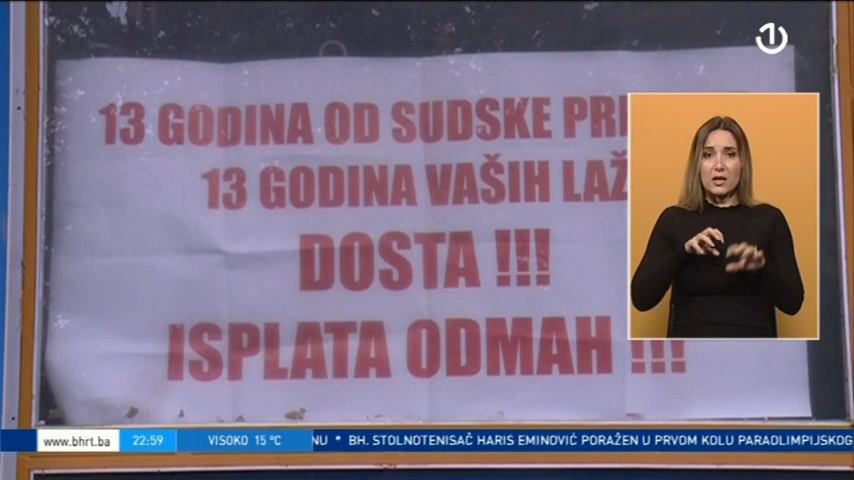 13 GODINA OD SUDSKE PR
13 GODINA VAŠIH LAŽ
DOSTA !!!
ISPLATA ODMAH !!!
www.bhrt.ba 22:59 VISOKO 15 °C NU * BH. STOLNOTENISAČ HARIS EMINOVIĆ PORAŽEN U PRVOM KOLU PARAOLIMPIJSKOG